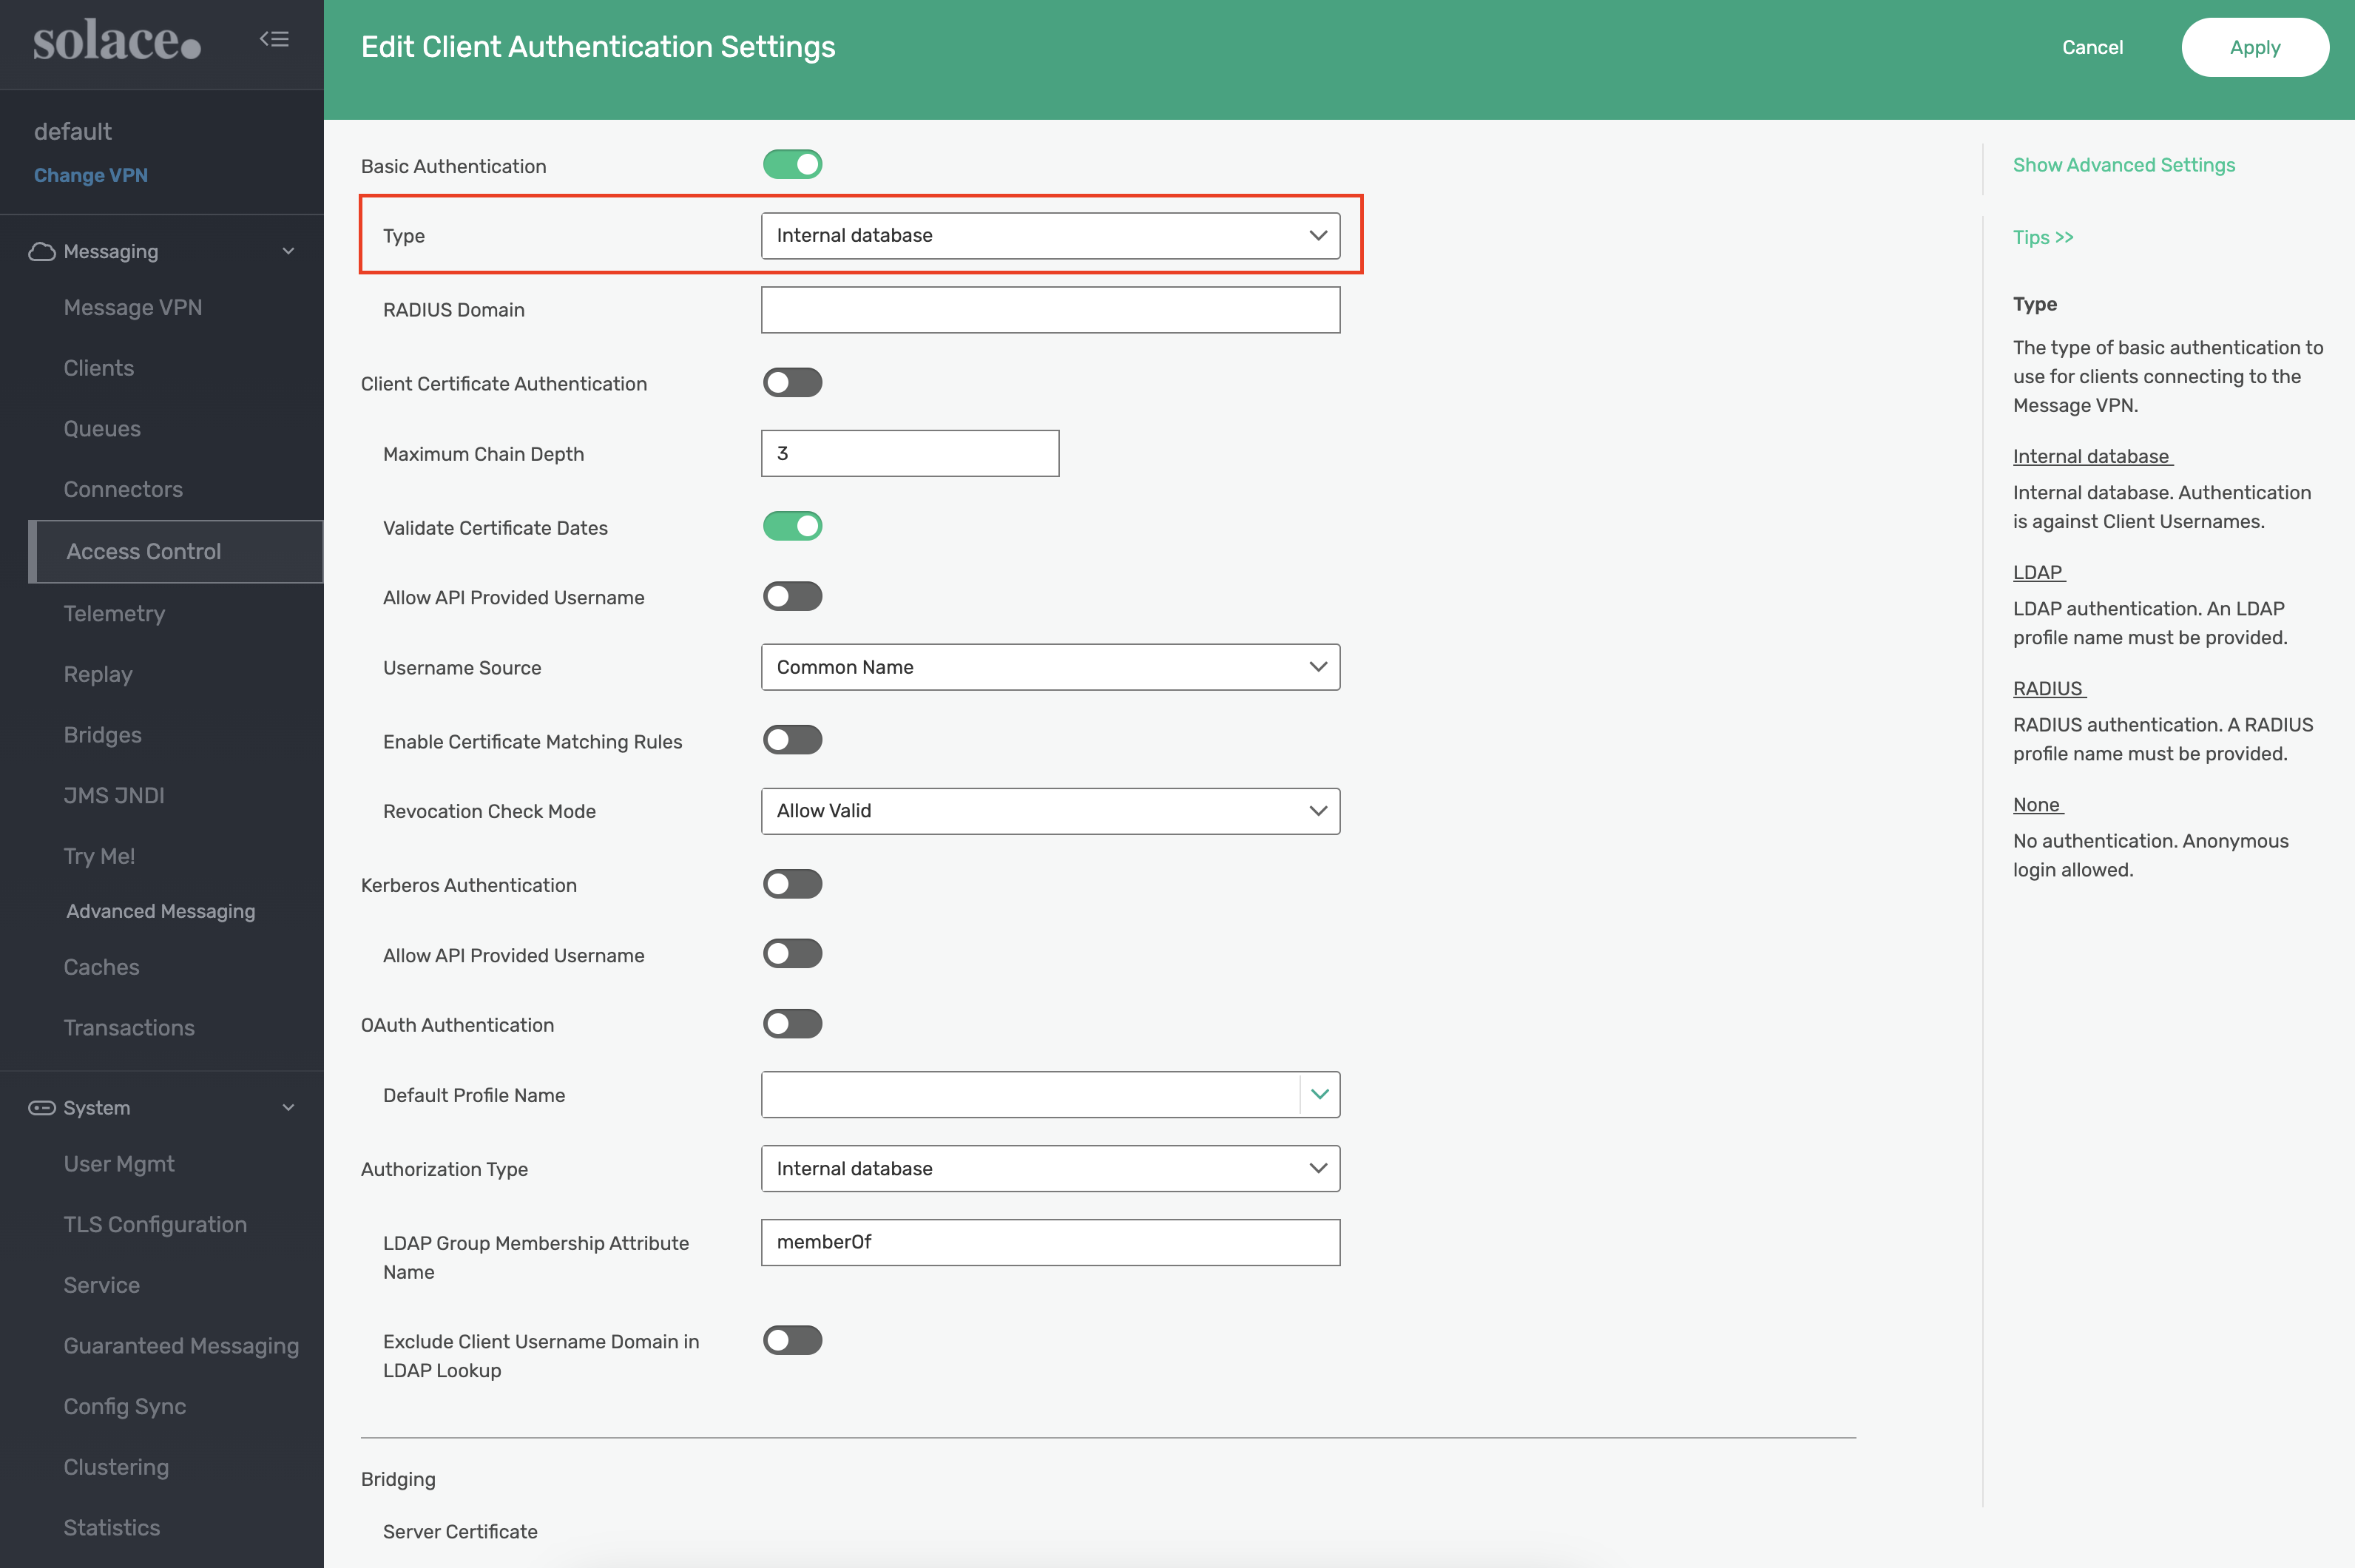 solace.
default
Change VPN
Messaging
Message VPN
Clients
Queues
Connectors
Access Control
Telemetry
Replay
Bridges
JMS JNDI
Try Me!
Advanced Messaging
Caches
Transactions
System
User Mgmt
TLS Configuration
Service
Guaranteed Messaging
Config Sync
Clustering
Statistics
Edit Client Authentication Settings
Cancel
Apply
Basic Authentication
Type
Internal database
RADIUS Domain
Client Certificate Authentication
Maximum Chain Depth
3
Validate Certificate Dates
Allow API Provided Username
Username Source
Common Name
Enable Certificate Matching Rules
Revocation Check Mode
Allow Valid
Kerberos Authentication
Allow API Provided Username
OAuth Authentication
Default Profile Name
Authorization Type
Internal database
LDAP Group Membership Attribute
Name
memberOf
Exclude Client Username Domain in
LDAP Lookup
Bridging
Server Certificate
Show Advanced Settings
Tips >>
Type
The type of basic authentication to
use for clients connecting to the
Message VPN.
Internal database
Internal database. Authentication
is against Client Usernames.
LDAP
LDAP authentication. An LDAP
profile name must be provided.
RADIUS
RADIUS authentication. A RADIUS
profile name must be provided.
None
No authentication. Anonymous
login allowed.